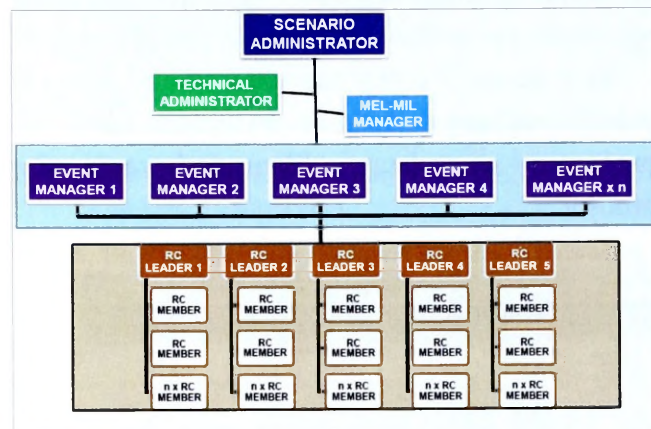 SCENARIO
ADMINISTRATOR
TECHNICAL
ADMINISTRATOR
MEL-MIL
MANAGER
EVENT
MANAGER 1
EVENT
MANAGER 2
EVENT
MANAGER 3
EVENT
MANAGER 4
EVENT
MANAGER x n
RC
LEADER 1
RC
LEADER 2
RC
LEADER 3
RC
LEADER 4
RC
LEADER 5
RC
MEMBER
RC
MEMBER
RC
MEMBER
RC
MEMBER
RC
MEMBER
RC
MEMBER
RC
MEMBER
RC
MEMBER
RC
MEMBER
RC
MEMBER
n x RC
MEMBER
n x RC
MEMBER
n x RC
MEMBER
n x RC
MEMBER
n x RC
MEMBER